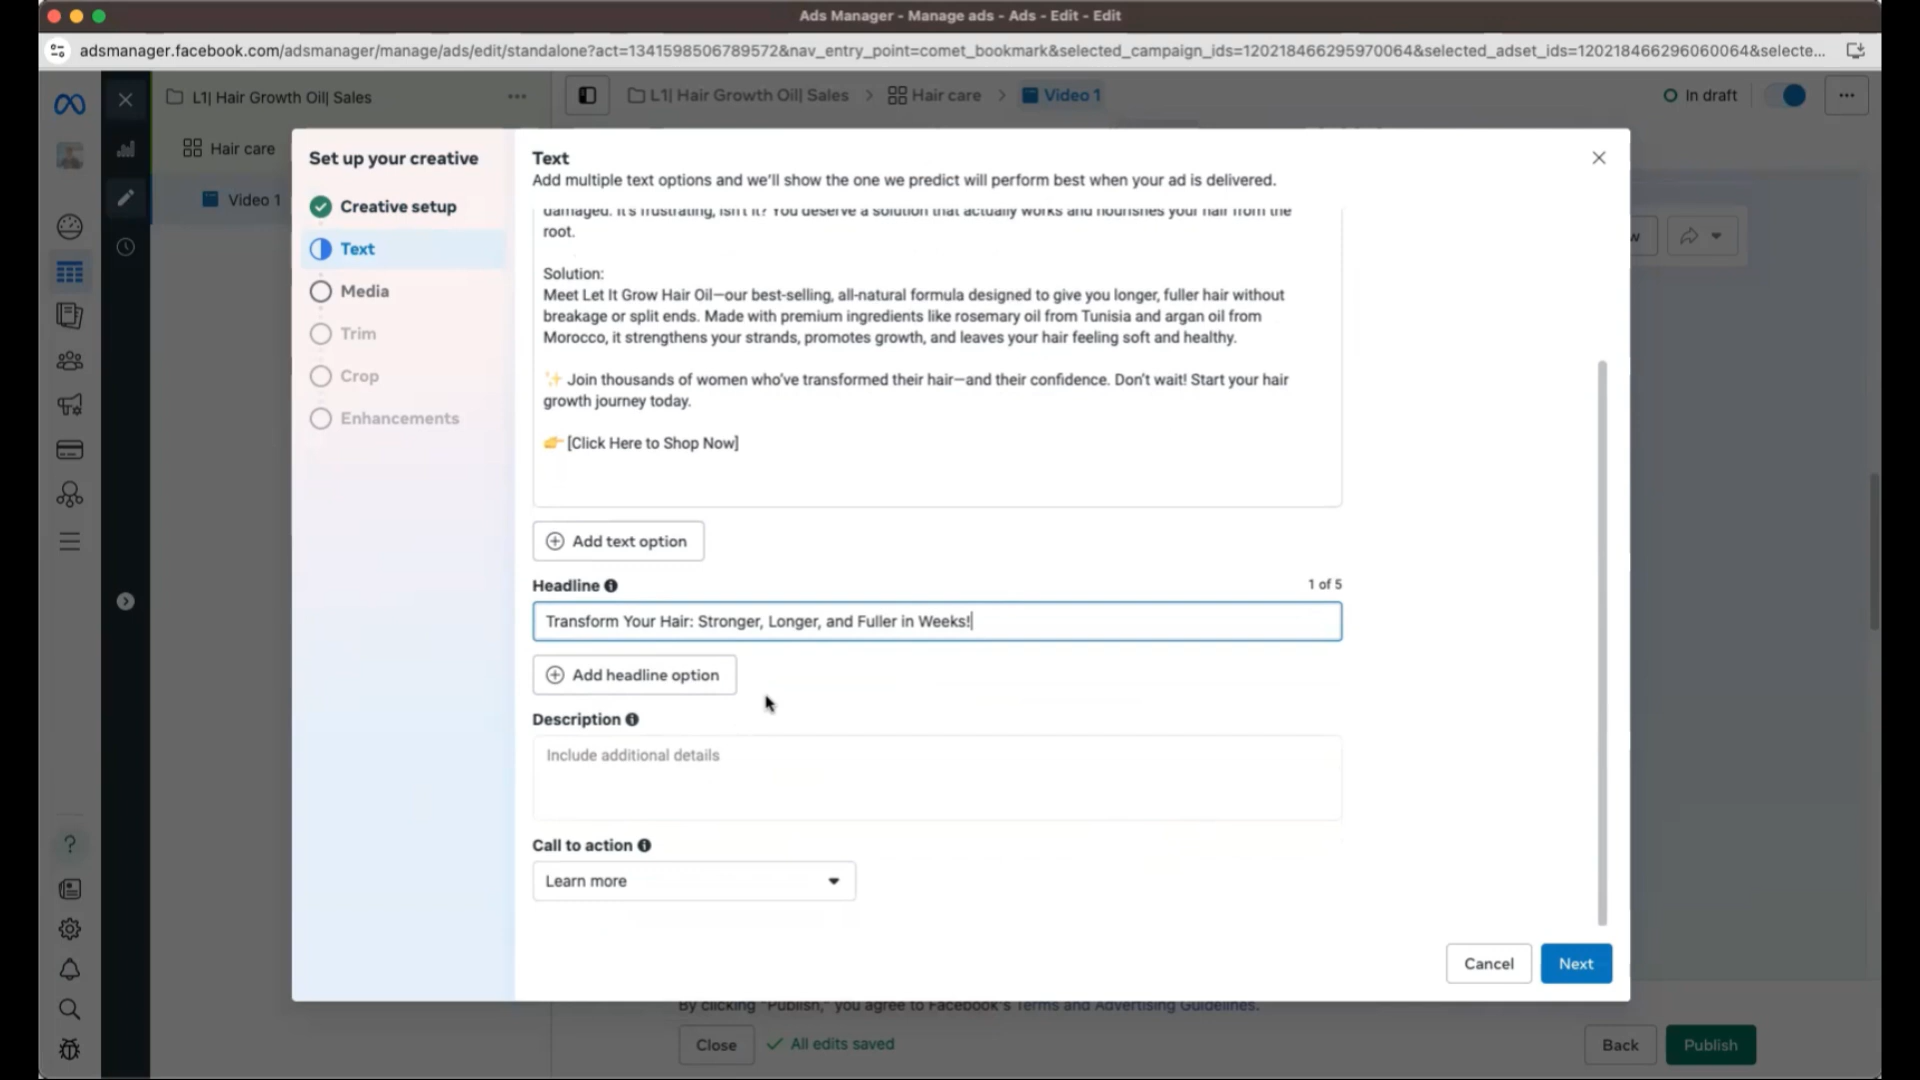 Ads Manager - Manage ads - Ads - Edit - Edit
adsmanager.facebook.com/adsmanager/manage/ads/edit/standalone?act=1341598506789572&nav_entry_point=comet_bookmark&selected_campaign_ids=120218466295970064&selected_adset_ids=120218466296060064&selecte...
L1| Hair Growth Oil| Sales
L1| Hair Growth Oil| Sales > Hair care > Video 1
In draft
Hair care
Video 1
Set up your creative
Creative setup
Text
Media
Trim
Crop
Enhancements
Text
Add multiple text options and we'll show the one we predict will perform best when your ad is delivered.
damaged. It's frustrating, isn't it? You deserve a solution that actually works and nourishes your hair from the
root.
Solution:
Meet Let It Grow Hair Oil—our best-selling, all-natural formula designed to give you longer, fuller hair without
breakage or split ends. Made with premium ingredients like rosemary oil from Tunisia and argan oil from
Morocco, it strengthens your strands, promotes growth, and leaves your hair feeling soft and healthy.
✨ Join thousands of women who've transformed their hair—and their confidence. Don't wait! Start your hair
growth journey today.
👉 [Click Here to Shop Now]
Add text option
Headline
1 of 5
Transform Your Hair: Stronger, Longer, and Fuller in Weeks!
Add headline option
Description
Include additional details
Call to action
Learn more
Cancel
Next
By clicking "Publish," you agree to Facebook's Terms and Advertising Guidelines.
Close
All edits saved
Back
Publish